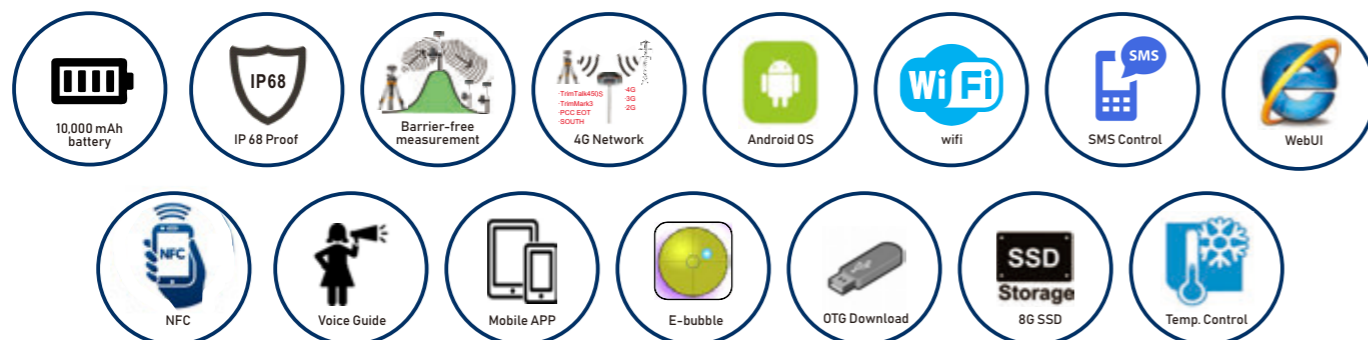 IP68
·TrimTalk450S
·TrimMark3
·PCC EOT
·SOUTH
·4G
·3G
·2G
WiFi
SMS
10,000 mAh
battery
IP 68 Proof
Barrier-free
measurement
4G Network
Android OS
wifi
SMS Control
WebUI
NFC
SSD
Storage
NFC
Voice Guide
Mobile APP
E-bubble
OTG Download
8G SSD
Temp. Control